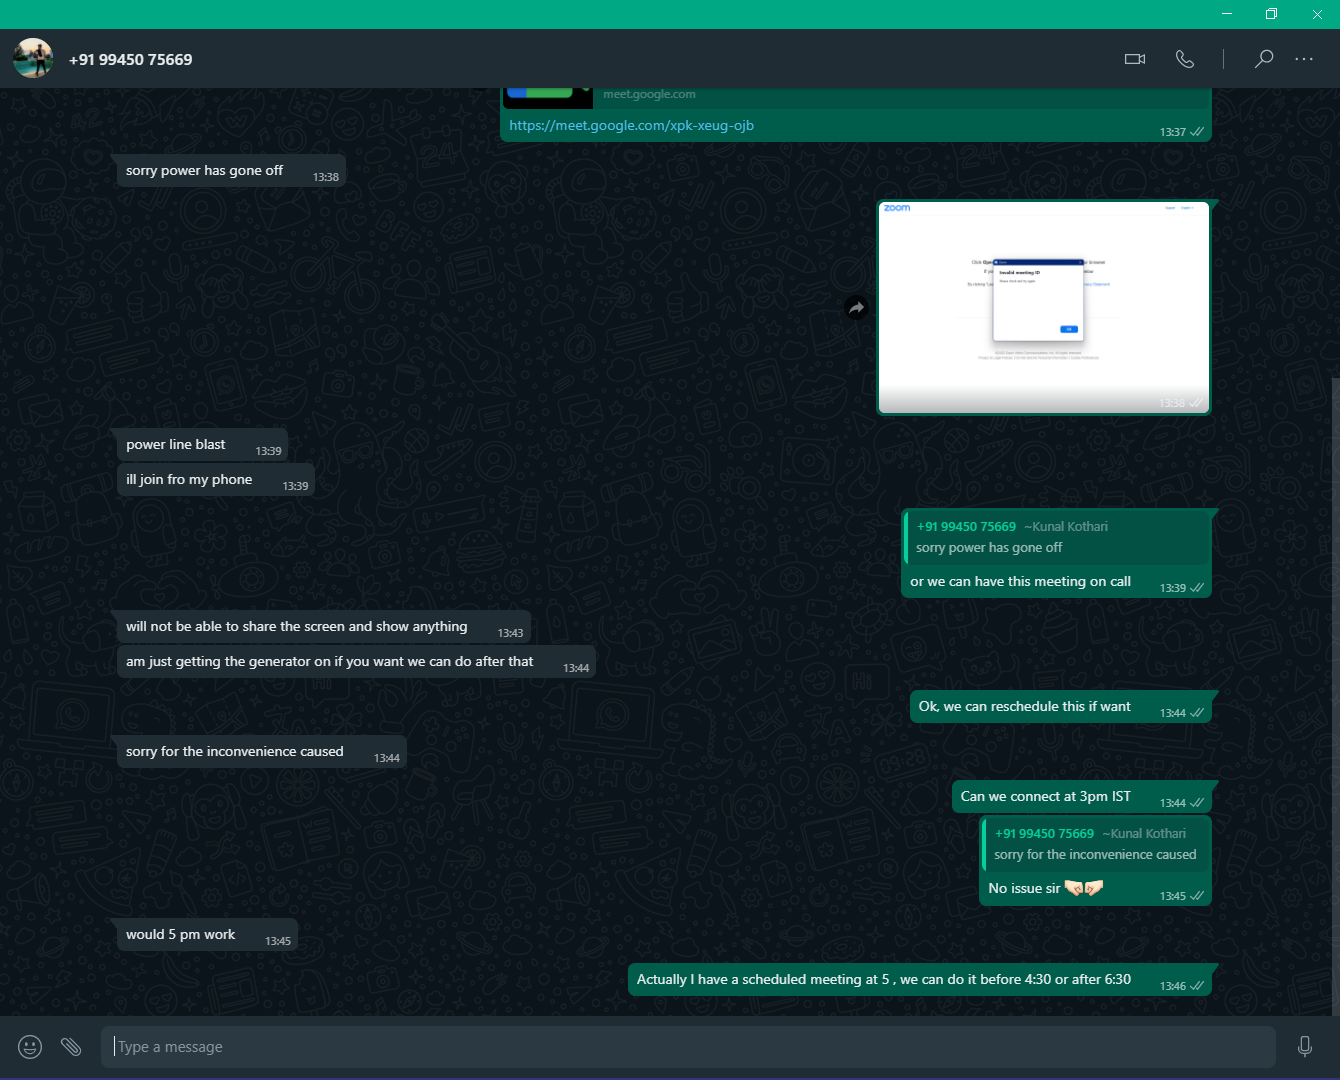 +91 99450 75669
meet.google.com
https://meet.google.com/xpk-xeug-ojb
13:37
sorry power has gone off
13:38
zoom
Invalid meeting ID
13:38
power line blast
13:39
ill join fro my phone
13:39
+91 99450 75669 ~Kunal Kothari
sorry power has gone off
or we can have this meeting on call
13:39
will not be able to share the screen and show anything
13:43
am just getting the generator on if you want we can do after that
13:44
Ok, we can reschedule this if want
13:44
sorry for the inconvenience caused
13:44
Can we connect at 3pm IST
13:44
+91 99450 75669 ~Kunal Kothari
sorry for the inconvenience caused
No issue sir
13:45
would 5 pm work
13:45
Actually I have a scheduled meeting at 5 , we can do it before 4:30 or after 6:30
13:46
Type a message